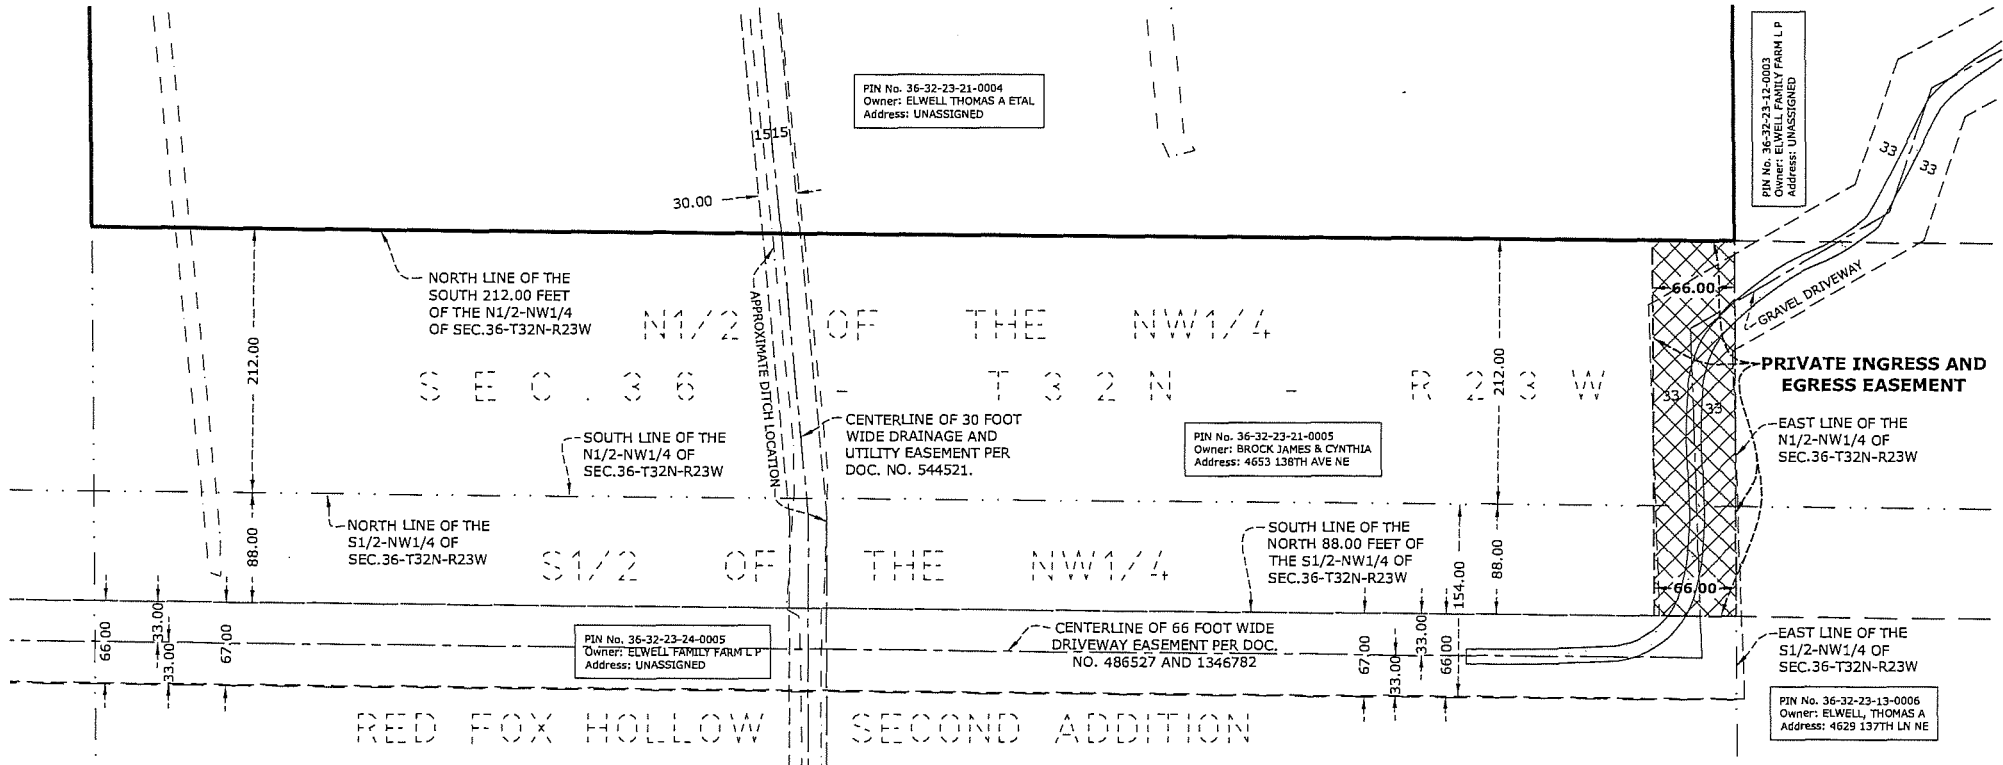 PIN No. 36-32-23-21-0004
Owner: ELWELL THOMAS A ETAL
Address: UNASSIGNED
PIN No. 36-32-23-12-0003
Owner: ELWELL FAMILY FARM L P
Address: UNASSIGNED
1515
30.00
33
33
NORTH LINE OF THE
SOUTH 212.00 FEET
OF THE N1/2-NW1/4
OF SEC.36-T32N-R23W
212.00
N1/2 OF THE NW1/4
SEC.36 - T32N - R23W
APPROXIMATE DITCH LOCATION
66.00
GRAVEL DRIVEWAY
PRIVATE INGRESS AND
EGRESS EASEMENT
212.00
33
33
CENTERLINE OF 30 FOOT
WIDE DRAINAGE AND
UTILITY EASEMENT PER
DOC. NO. 544521.
SOUTH LINE OF THE
N1/2-NW1/4 OF
SEC.36-T32N-R23W
PIN No. 36-32-23-21-0005
Owner: BROCK JAMES & CYNTHIA
Address: 4653 138TH AVE NE
EAST LINE OF THE
N1/2-NW1/4 OF
SEC.36-T32N-R23W
NORTH LINE OF THE
S1/2-NW1/4 OF
SEC.36-T32N-R23W
88.00
S1/2 OF THE NW1/4
SOUTH LINE OF THE
NORTH 88.00 FEET OF
THE S1/2-NW1/4 OF
SEC.36-T32N-R23W
154.00
88.00
66.00
66.00
33.00
33.00
67.00
PIN No. 36-32-23-24-0005
Owner: ELWELL FAMILY FARM L P
Address: UNASSIGNED
CENTERLINE OF 66 FOOT WIDE
DRIVEWAY EASEMENT PER DOC.
NO. 486527 AND 1346782
67.00
33.00
33.00
66.00
EAST LINE OF THE
S1/2-NW1/4 OF
SEC.36-T32N-R23W
PIN No. 36-32-23-13-0006
Owner: ELWELL, THOMAS A
Address: 4629 137TH LN NE
RED FOX HOLLOW SECOND ADDITION